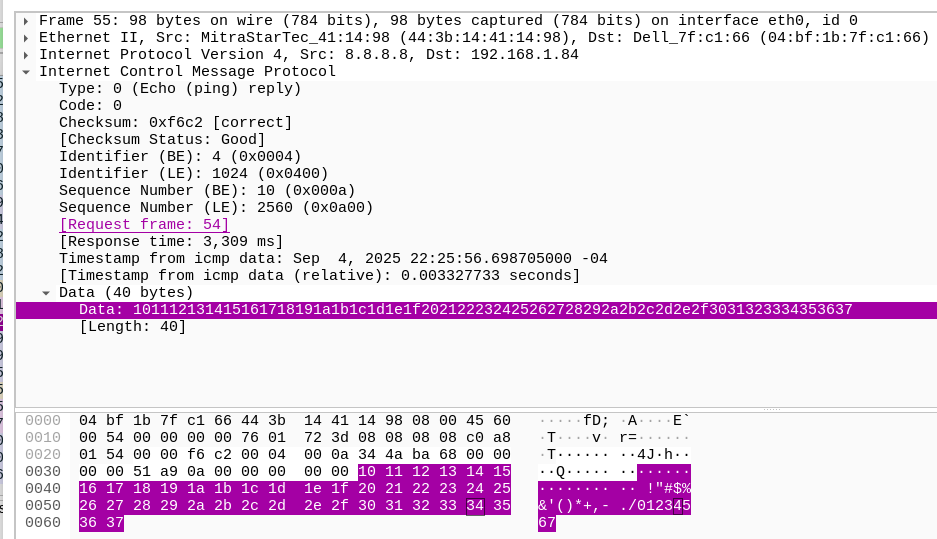 Frame 55: 98 bytes on wire (784 bits), 98 bytes captured (784 bits) on interface eth0, id 0
Ethernet II, Src: MitraStarTec_41:14:98 (44:3b:14:41:14:98), Dst: Dell_7f:c1:66 (04:bf:1b:7f:c1:66)
Internet Protocol Version 4, Src: 8.8.8.8, Dst: 192.168.1.84
Internet Control Message Protocol
Type: 0 (Echo (ping) reply)
Code: 0
Checksum: 0xf6c2 [correct]
[Checksum Status: Good]
Identifier (BE): 4 (0x0004)
Identifier (LE): 1024 (0x0400)
Sequence Number (BE): 10 (0x000a)
Sequence Number (LE): 2560 (0x0a00)
[Request frame: 54]
[Response time: 3,309 ms]
Timestamp from icmp data: Sep  4, 2025 22:25:56.698705000 -04
[Timestamp from icmp data (relative): 0.003327733 seconds]
Data (40 bytes)
Data: 101112131415161718191a1b1c1d1e1f202122232425262728292a2b2c2d2e2f3031323334353637
[Length: 40]
0000 04 bf 1b 7f c1 66 44 3b 14 41 14 98 08 00 45 60 ·····fD; ·A····E`
0010 00 54 00 00 00 00 76 01 72 3d 08 08 08 08 c0 a8 ·T····v· r=······
0020 01 54 00 00 f6 c2 00 04 00 0a 34 4a ba 68 00 00 ·T······ ··4J·h··
0030 00 00 51 a9 0a 00 00 00 00 00 10 11 12 13 14 15 ··Q····· ········
0040 16 17 18 19 1a 1b 1c 1d 1e 1f 20 21 22 23 24 25 ········ ·· !"#$%
0050 26 27 28 29 2a 2b 2c 2d 2e 2f 30 31 32 33 34 35 &'()*+,- ./012345
0060 36 37 67